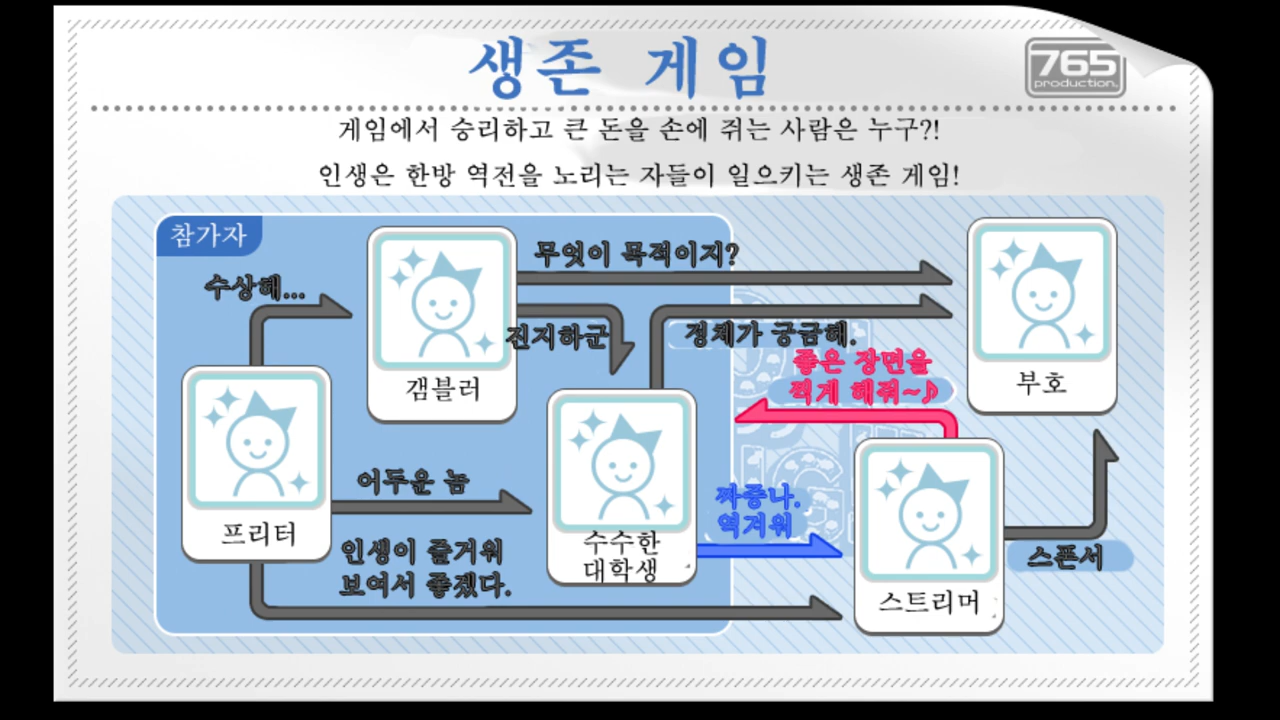 생존 게임
765
production.
게임에서 승리하고 큰 돈을 손에 쥐는 사람은 누구?!
인생은 한방 역전을 노리는 자들이 일으키는 생존 게임!
참가자
수상해...
무엇이 목적이지?
진지하군
정체가 궁금해.
좋은 장면을
찍게 해줘~♪
갬블러
부호
어두운 놈
짜증나.
역겨워
프리터
수수한
대학생
인생이 즐거워
보여서 좋겠다.
스폰서
스트리머